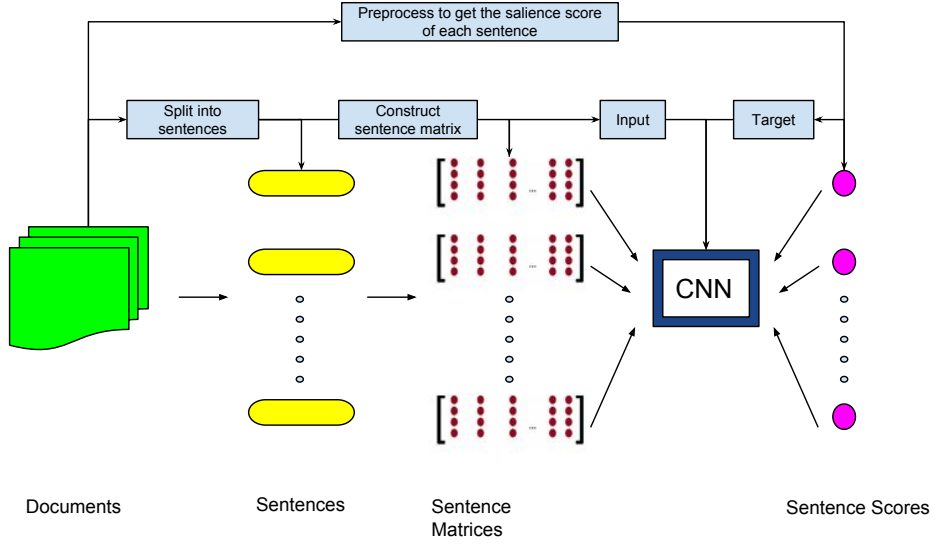 Preprocess to get the salience score
of each sentence
Split into
sentences
Construct
sentence matrix
Input
Target
...
...
CNN
...
Documents
Sentences
Sentence
Matrices
Sentence Scores